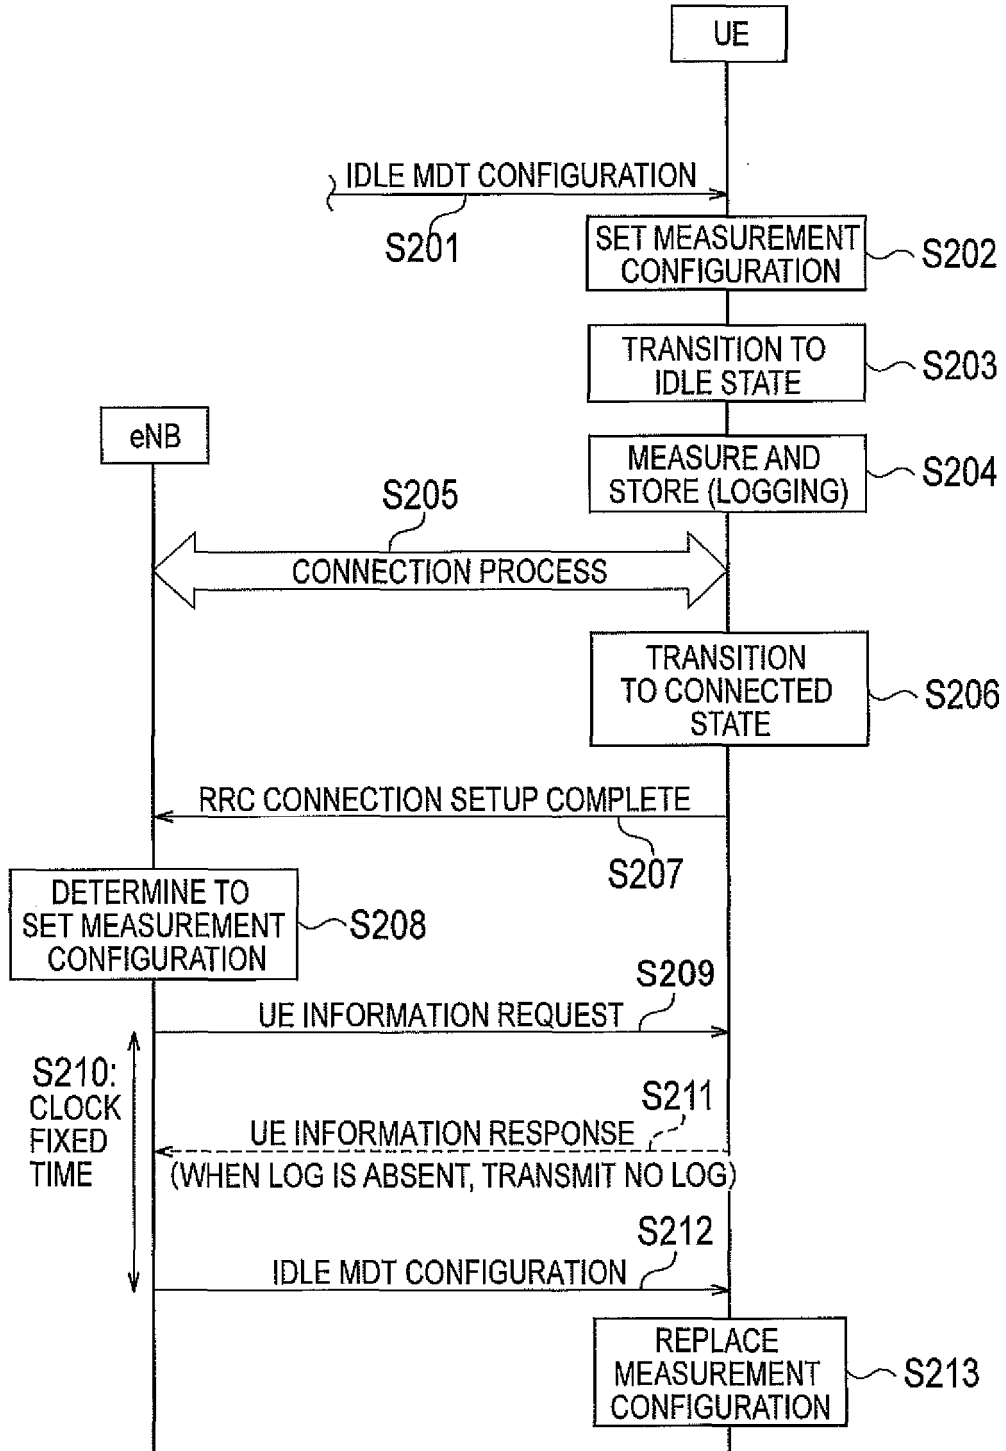 UE
IDLE MDT CONFIGURATION
S201
SET MEASUREMENT
CONFIGURATION
S202
TRANSITION TO
IDLE STATE
S203
eNB
MEASURE AND
STORE (LOGGING)
S204
S205
CONNECTION PROCESS
TRANSITION
TO CONNECTED
STATE
S206
RRC CONNECTION SETUP COMPLETE
S207
DETERMINE TO
SET MEASUREMENT
CONFIGURATION
S208
S209
UE INFORMATION REQUEST
S210:
CLOCK
FIXED
TIME
S211
UE INFORMATION RESPONSE
(WHEN LOG IS ABSENT, TRANSMIT NO LOG)
S212
IDLE MDT CONFIGURATION
REPLACE
MEASUREMENT
CONFIGURATION
S213